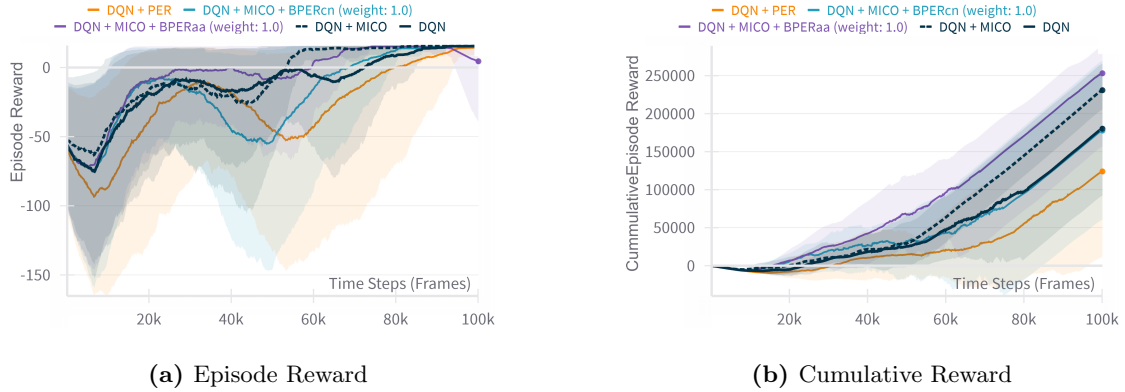 DQN + PER DQN + MICO + BPERcn (weight: 1.0)
DQN + MICO + BPERaa (weight: 1.0) DQN + MICO DQN
Episode Reward
0
-50
-100
-150
Time Steps (Frames)
20k 40k 60k 80k 100k
(a) Episode Reward
DQN + PER DQN + MICO + BPERcn (weight: 1.0)
DQN + MICO + BPERaa (weight: 1.0) DQN + MICO DQN
CummulativeEpisode Reward
250000
200000
150000
100000
50000
0
Time Steps (Frames)
20k 40k 60k 80k 100k
(b) Cumulative Reward